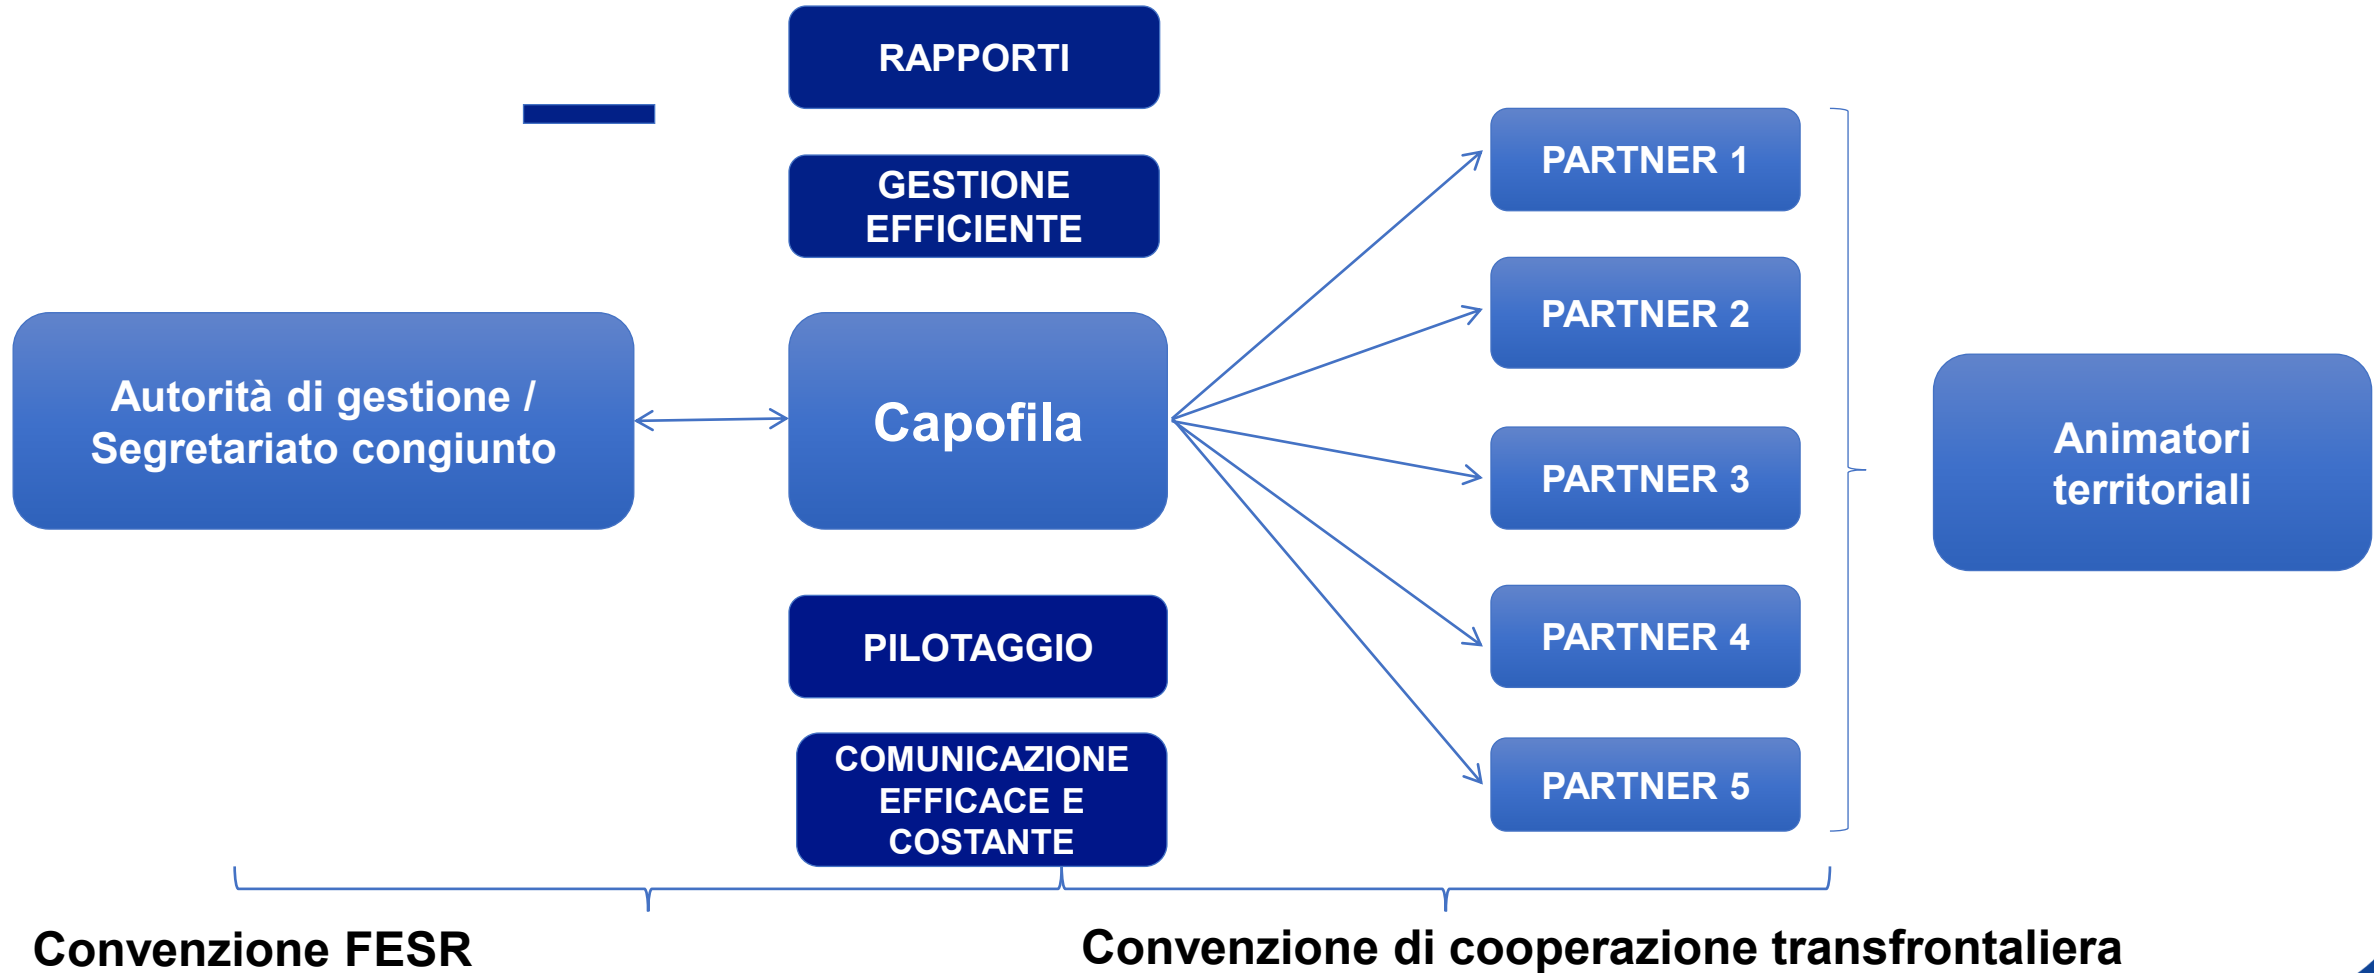 RAPPORTI
GESTIONE
EFFICIENTE
Autorità di gestione /
Segretariato congiunto
Capofila
PILOTAGGIO
COMUNICAZIONE
EFFICACE E
COSTANTE
PARTNER 1
PARTNER 2
PARTNER 3
PARTNER 4
PARTNER 5
Animatori
territoriali
Convenzione FESR
Convenzione di cooperazione transfrontaliera